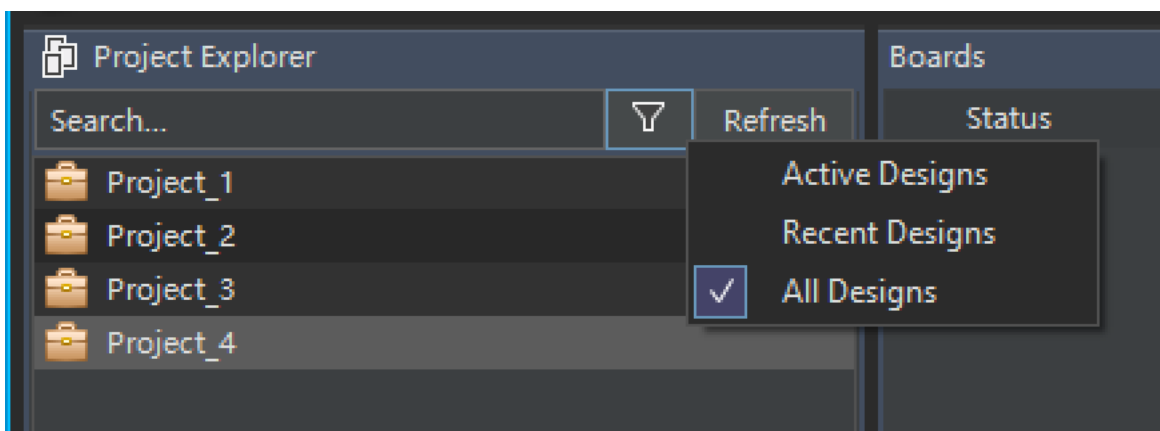 Project Explorer
Boards
Search...
Refresh
Status
Project_1
Project_2
Project_3
Project_4
Active Designs
Recent Designs
All Designs